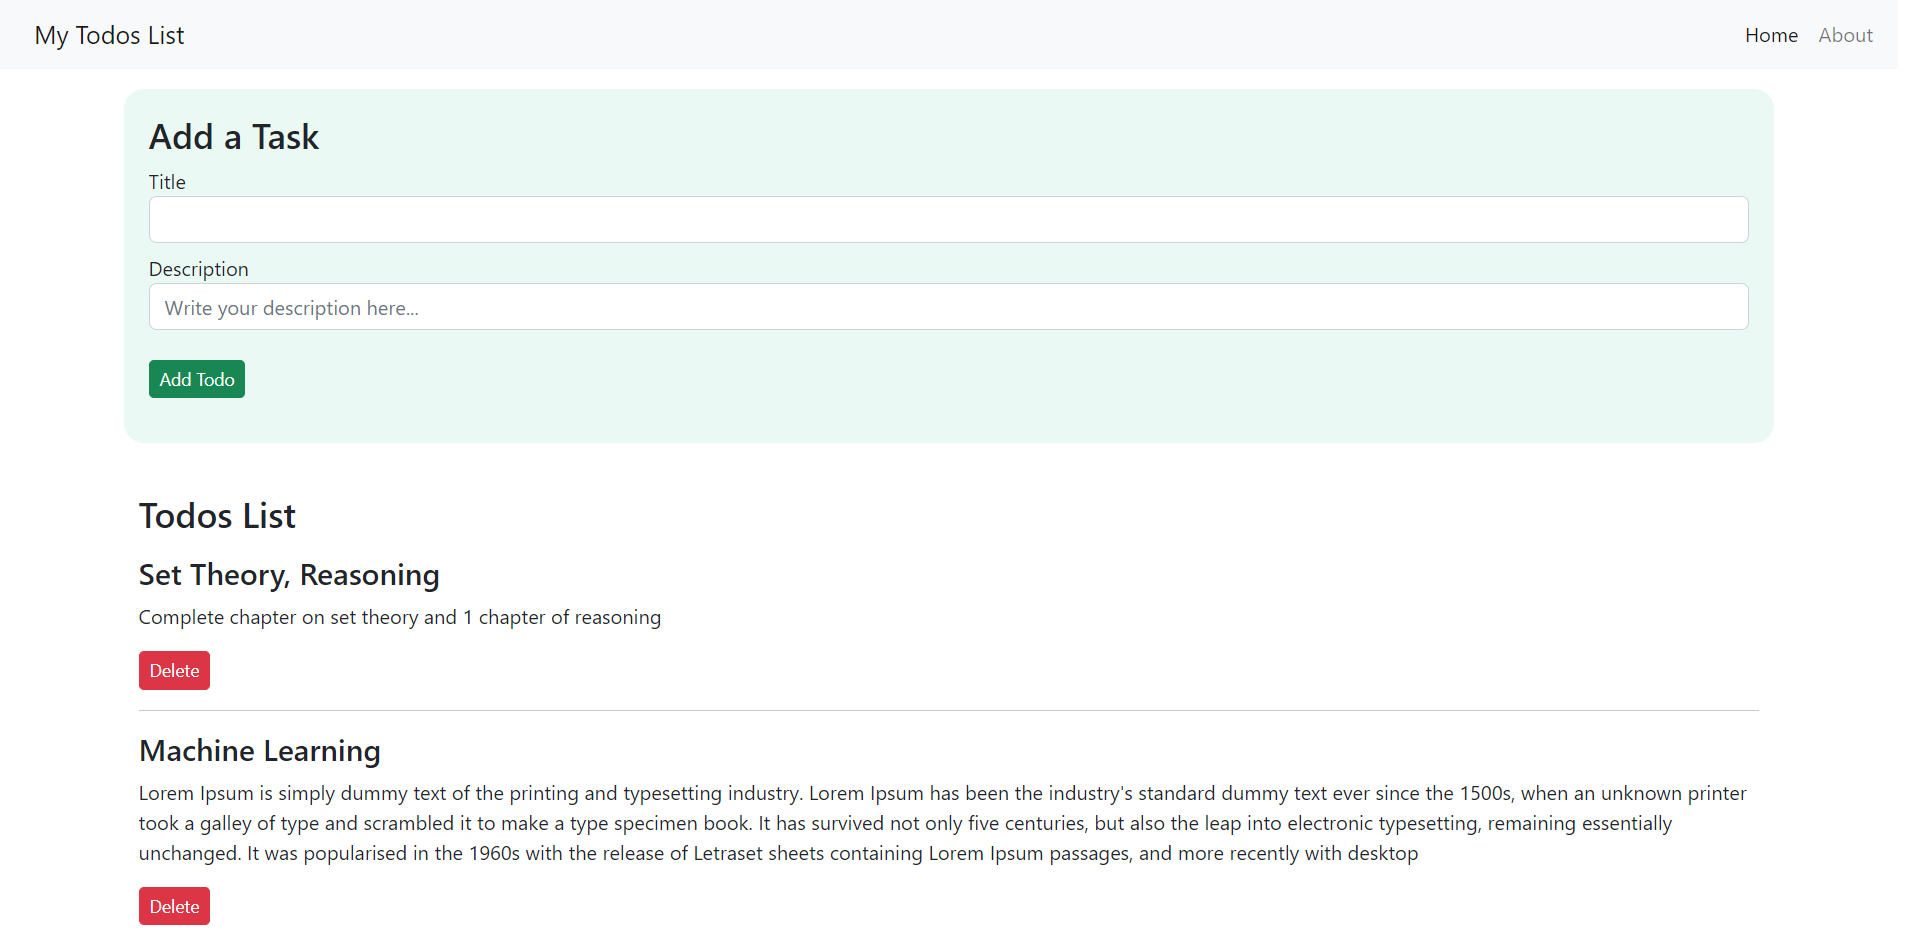 My Todos List
Home About
Add a Task
Title
Description
Write your description here...
Add Todo
Todos List
Set Theory, Reasoning
Complete chapter on set theory and 1 chapter of reasoning
Delete
Machine Learning
Lorem Ipsum is simply dummy text of the printing and typesetting industry. Lorem Ipsum has been the industry's standard dummy text ever since the 1500s, when an unknown printer
took a galley of type and scrambled it to make a type specimen book. It has survived not only five centuries, but also the leap into electronic typesetting, remaining essentially
unchanged. It was popularised in the 1960s with the release of Letraset sheets containing Lorem Ipsum passages, and more recently with desktop
Delete